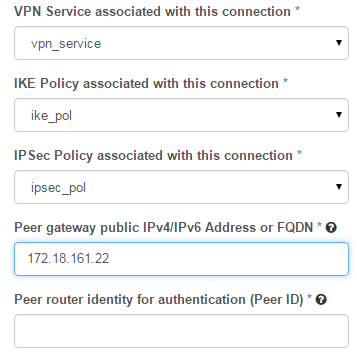 VPN Service associated with this connection *
vpn_service
IKE Policy associated with this connection *
ike_pol
IPSec Policy associated with this connection *
ipsec_pol
Peer gateway public IPv4/IPv6 Address or FQDN * ?
172.18.161.22
Peer router identity for authentication (Peer ID) * ?